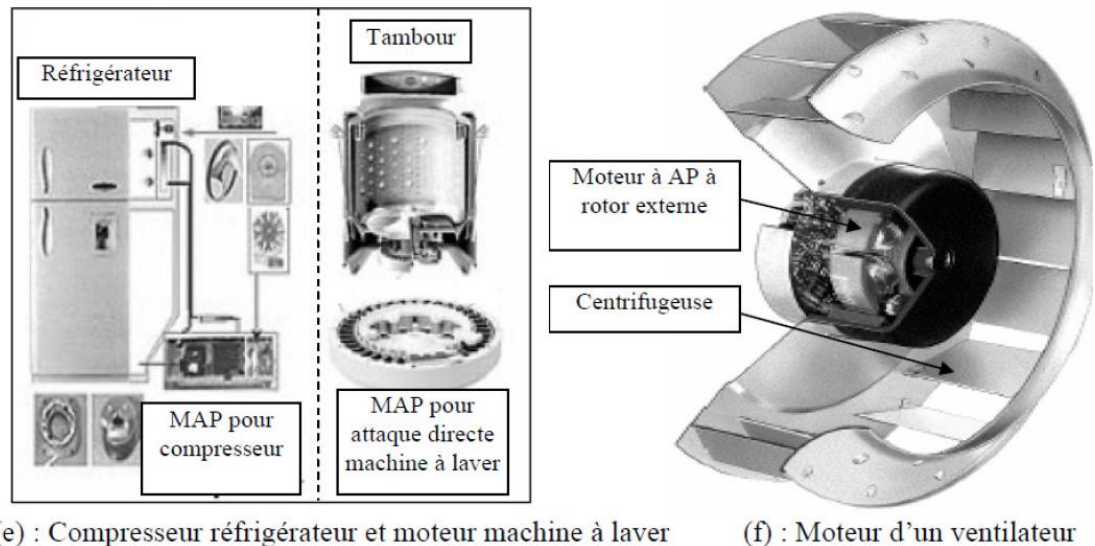 Réfrigérateur
Tambour
MAP pour
compresseur
MAP pour
attaque directe
machine à laver
Moteur à AP à
rotor externe
Centrifugeuse
(e) : Compresseur réfrigérateur et moteur machine à laver
(f) : Moteur d'un ventilateur